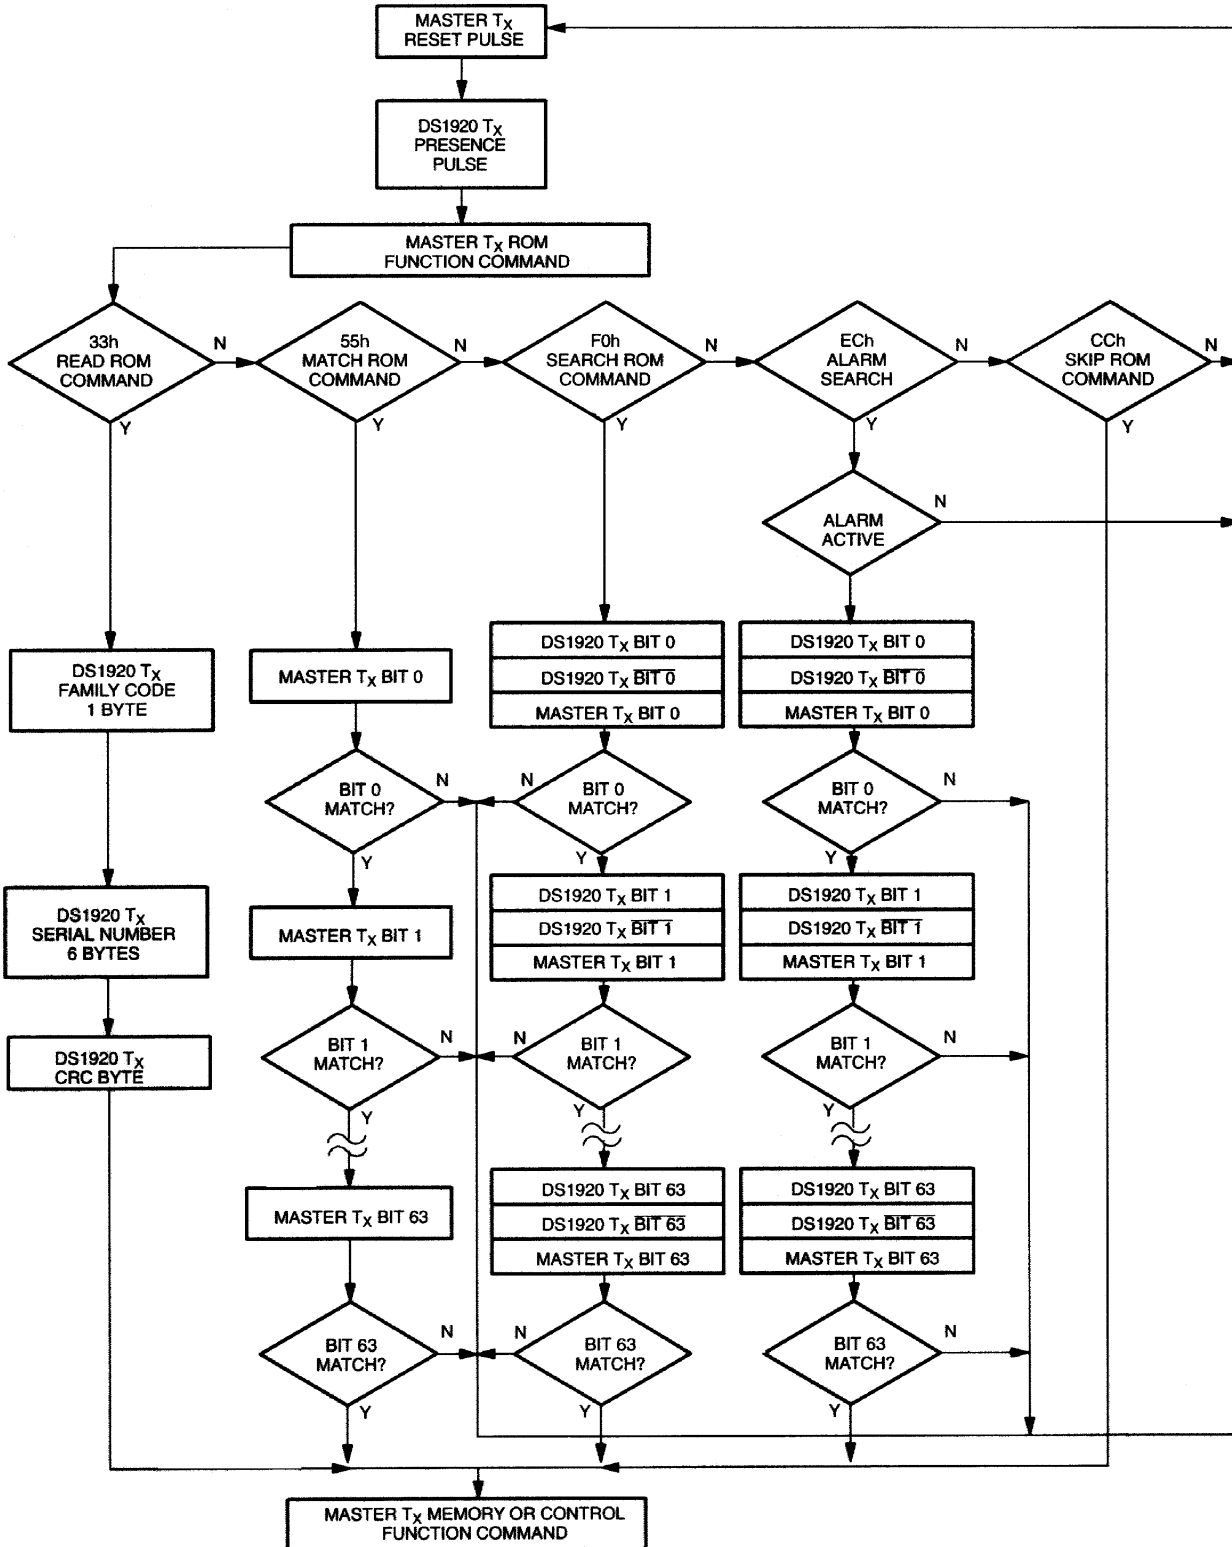 MASTER TX
RESET PULSE
DS1920 TX
PRESENCE
PULSE
MASTER TX ROM
FUNCTION COMMAND
33h
READ ROM
COMMAND
N
Y
55h
MATCH ROM
COMMAND
N
Y
F0h
SEARCH ROM
COMMAND
N
Y
ECh
ALARM
SEARCH
N
Y
CCh
SKIP ROM
COMMAND
N
Y
ALARM
ACTIVE
N
DS1920 TX
FAMILY CODE
1 BYTE
DS1920 TX
SERIAL NUMBER
6 BYTES
DS1920 TX
CRC BYTE
MASTER TX BIT 0
BIT 0
MATCH?
N
Y
MASTER TX BIT 1
BIT 1
MATCH?
N
Y
MASTER TX BIT 63
BIT 63
MATCH?
N
Y
DS1920 TX BIT 0
DS1920 TX B̅I̅T̅ ̅0̅
MASTER TX BIT 0
N
BIT 0
MATCH?
Y
DS1920 TX BIT 1
DS1920 TX B̅I̅T̅ ̅1̅
MASTER TX BIT 1
N
BIT 1
MATCH?
Y
DS1920 TX BIT 63
DS1920 TX B̅I̅T̅ ̅6̅3̅
MASTER TX BIT 63
N
BIT 63
MATCH?
Y
DS1920 TX BIT 0
DS1920 TX B̅I̅T̅ ̅0̅
MASTER TX BIT 0
BIT 0
MATCH?
N
Y
DS1920 TX BIT 1
DS1920 TX B̅I̅T̅ ̅1̅
MASTER TX BIT 1
BIT 1
MATCH?
N
Y
DS1920 TX BIT 63
DS1920 TX B̅I̅T̅ ̅6̅3̅
MASTER TX BIT 63
BIT 63
MATCH?
N
Y
MASTER TX MEMORY OR CONTROL
FUNCTION COMMAND